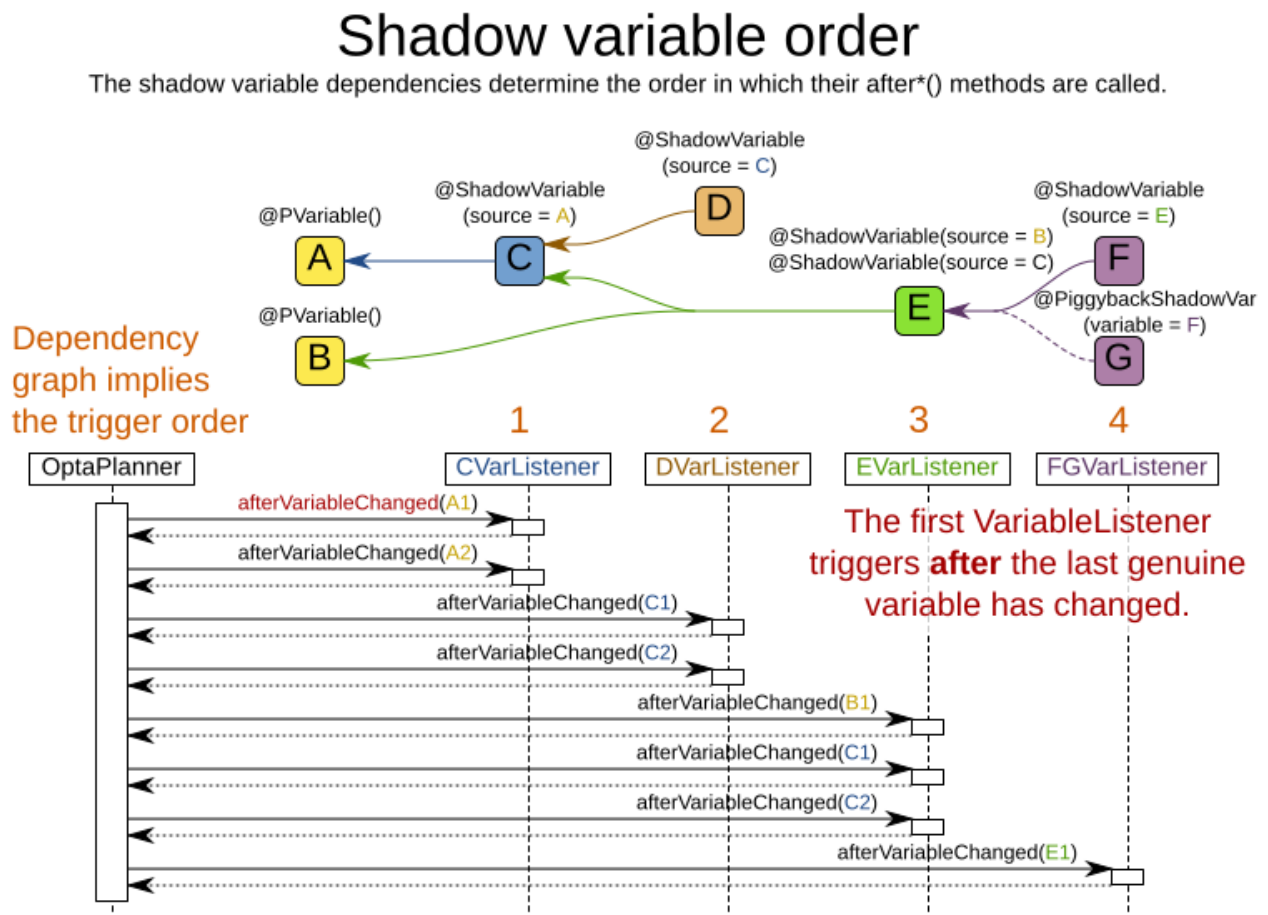 Shadow variable order
The shadow variable dependencies determine the order in which their after*() methods are called.
@ShadowVariable
(source = C)
@ShadowVariable
(source = A)
@ShadowVariable
(source = E)
@PVariable()
D
@ShadowVariable(source = B)
@ShadowVariable(source = C)
A
C
F
@PiggybackShadowVar
(variable = F)
E
@PVariable()
B
G
Dependency
graph implies
the trigger order
1
2
3
4
OptaPlanner
CVarListener
DVarListener
EVarListener
FGVarListener
afterVariableChanged(A1)
The first VariableListener
triggers after the last genuine
variable has changed.
afterVariableChanged(A2)
afterVariableChanged(C1)
afterVariableChanged(C2)
afterVariableChanged(B1)
afterVariableChanged(C1)
afterVariableChanged(C2)
afterVariableChanged(E1)